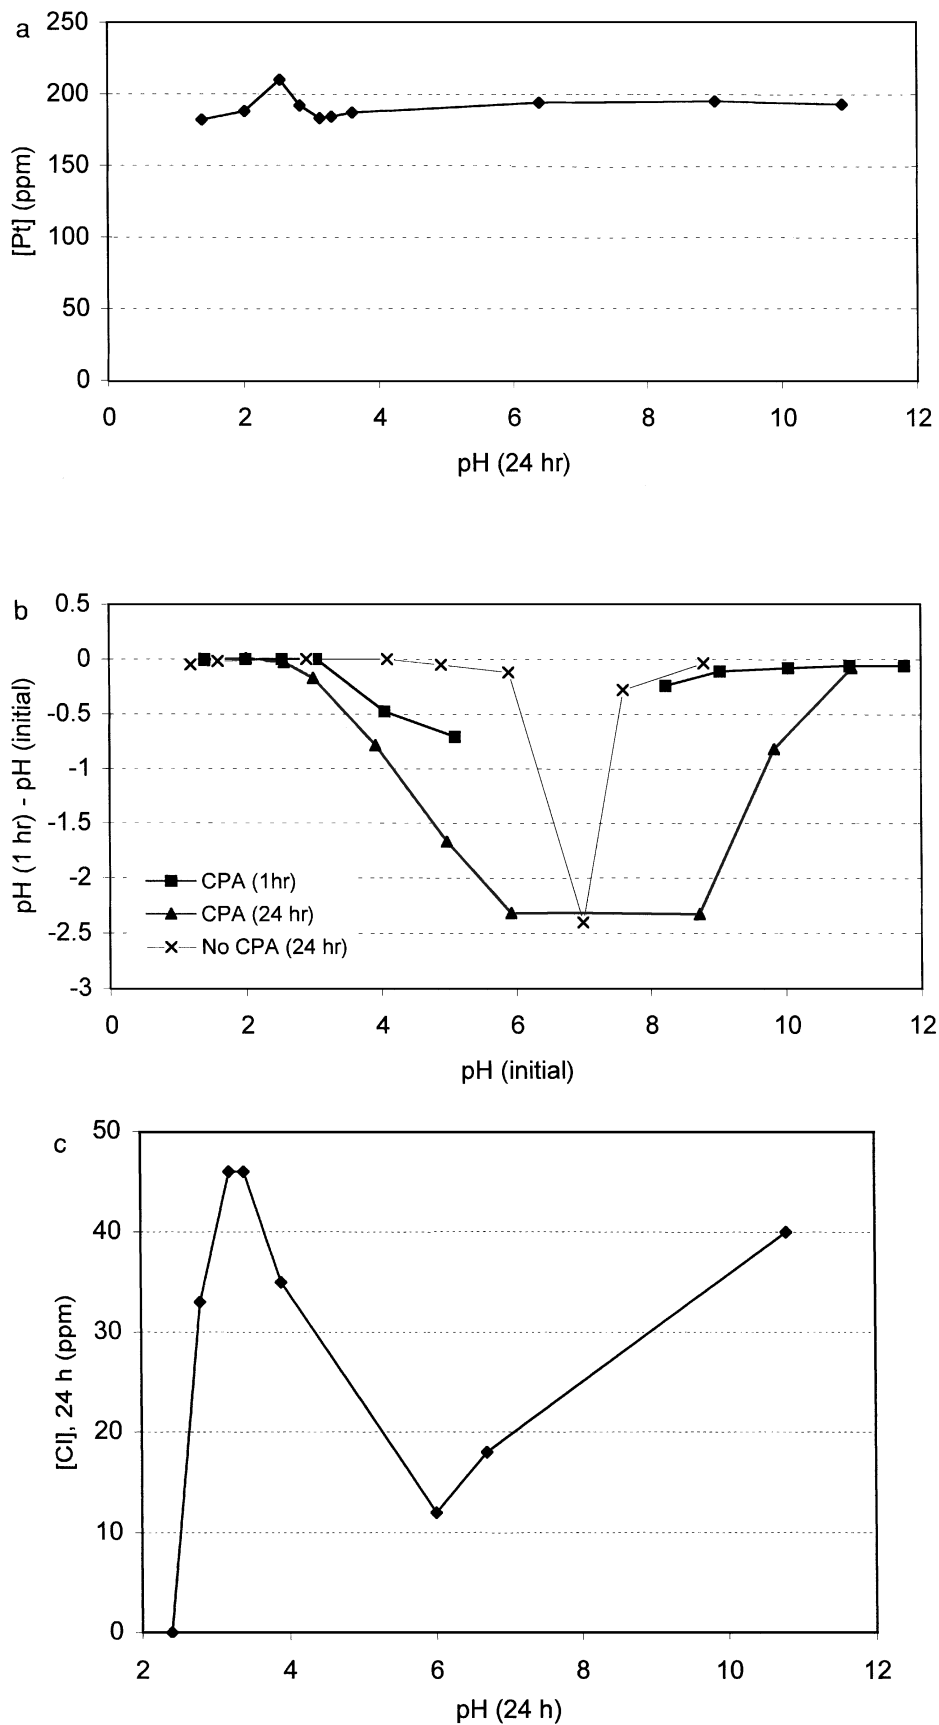 a
250
200
150
100
50
0
[Pt] (ppm)
0 2 4 6 8 10 12
pH (24 hr)
b
0.5
0
-0.5
-1
-1.5
-2
-2.5
-3
pH (1 hr) - pH (initial)
CPA (1hr)
CPA (24 hr)
No CPA (24 hr)
0 2 4 6 8 10 12
pH (initial)
c
50
40
30
20
10
0
[Cl], 24 h (ppm)
2 4 6 8 10 12
pH (24 h)